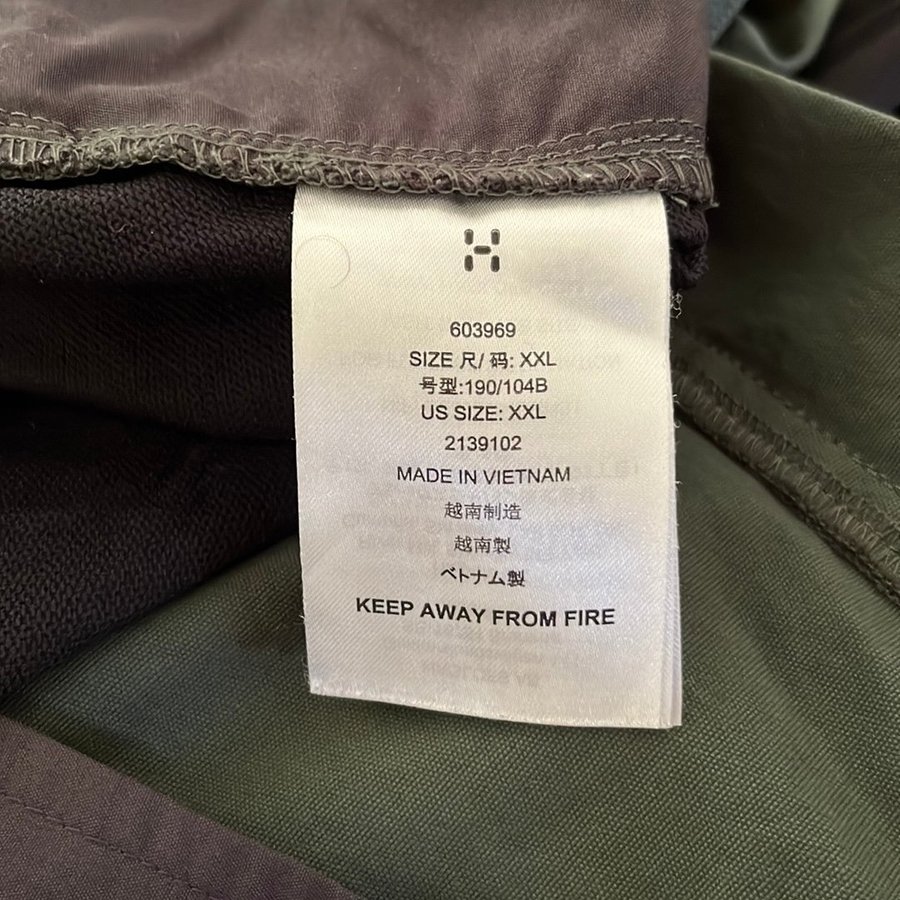 603969
SIZE 尺/ 码: XXL
号型:190/104B
US SIZE: XXL
2139102
MADE IN VIETNAM
越南制造
越南製
ベトナム製
KEEP AWAY FROM FIRE